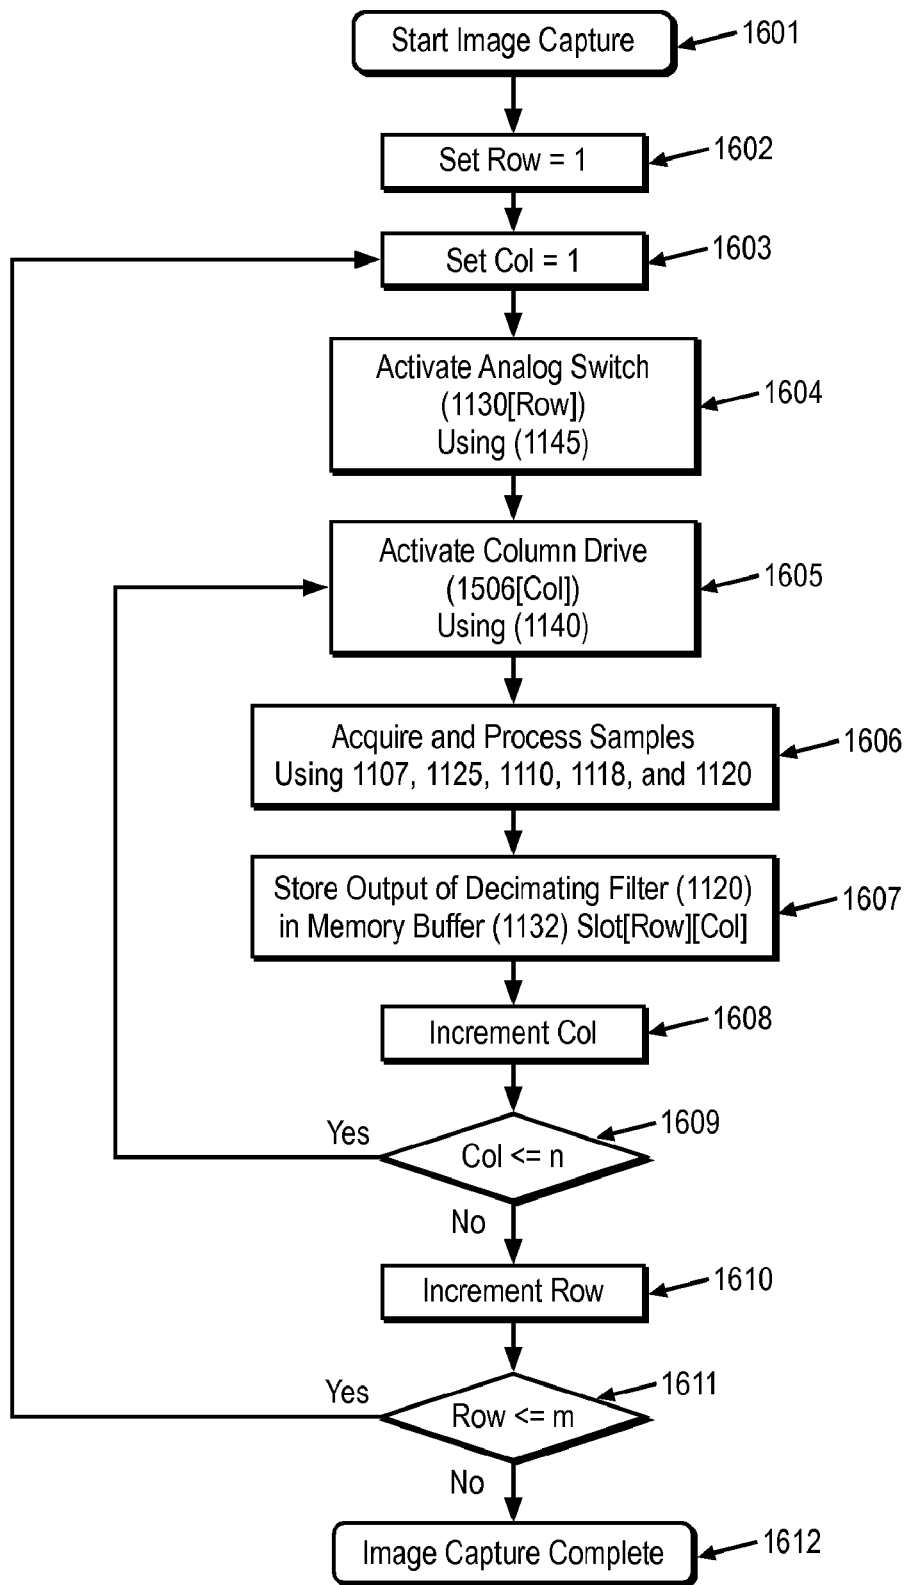 Start Image Capture
1601
Set Row = 1
1602
Set Col = 1
1603
Activate Analog Switch
(1130[Row])
Using (1145)
1604
Activate Column Drive
(1506[Col])
Using (1140)
1605
Acquire and Process Samples
Using 1107, 1125, 1110, 1118, and 1120
1606
Store Output of Decimating Filter (1120)
in Memory Buffer (1132) Slot[Row][Col]
1607
Increment Col
1608
Col <= n
1609
Yes
No
Increment Row
1610
Row <= m
1611
Yes
No
Image Capture Complete
1612